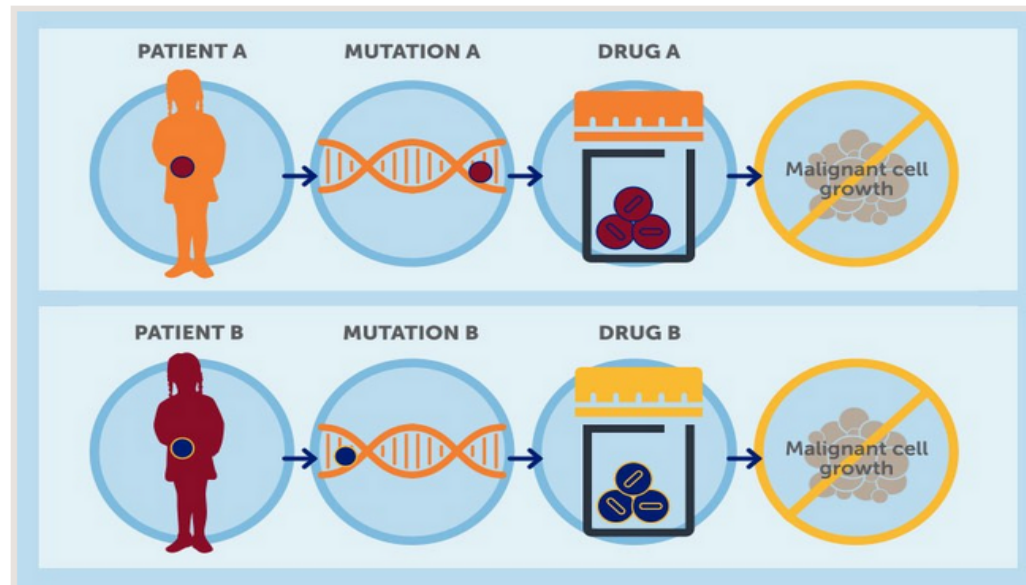 PATIENT A
MUTATION A
DRUG A
Malignant cell
growth
PATIENT B
MUTATION B
DRUG B
Malignant cell
growth